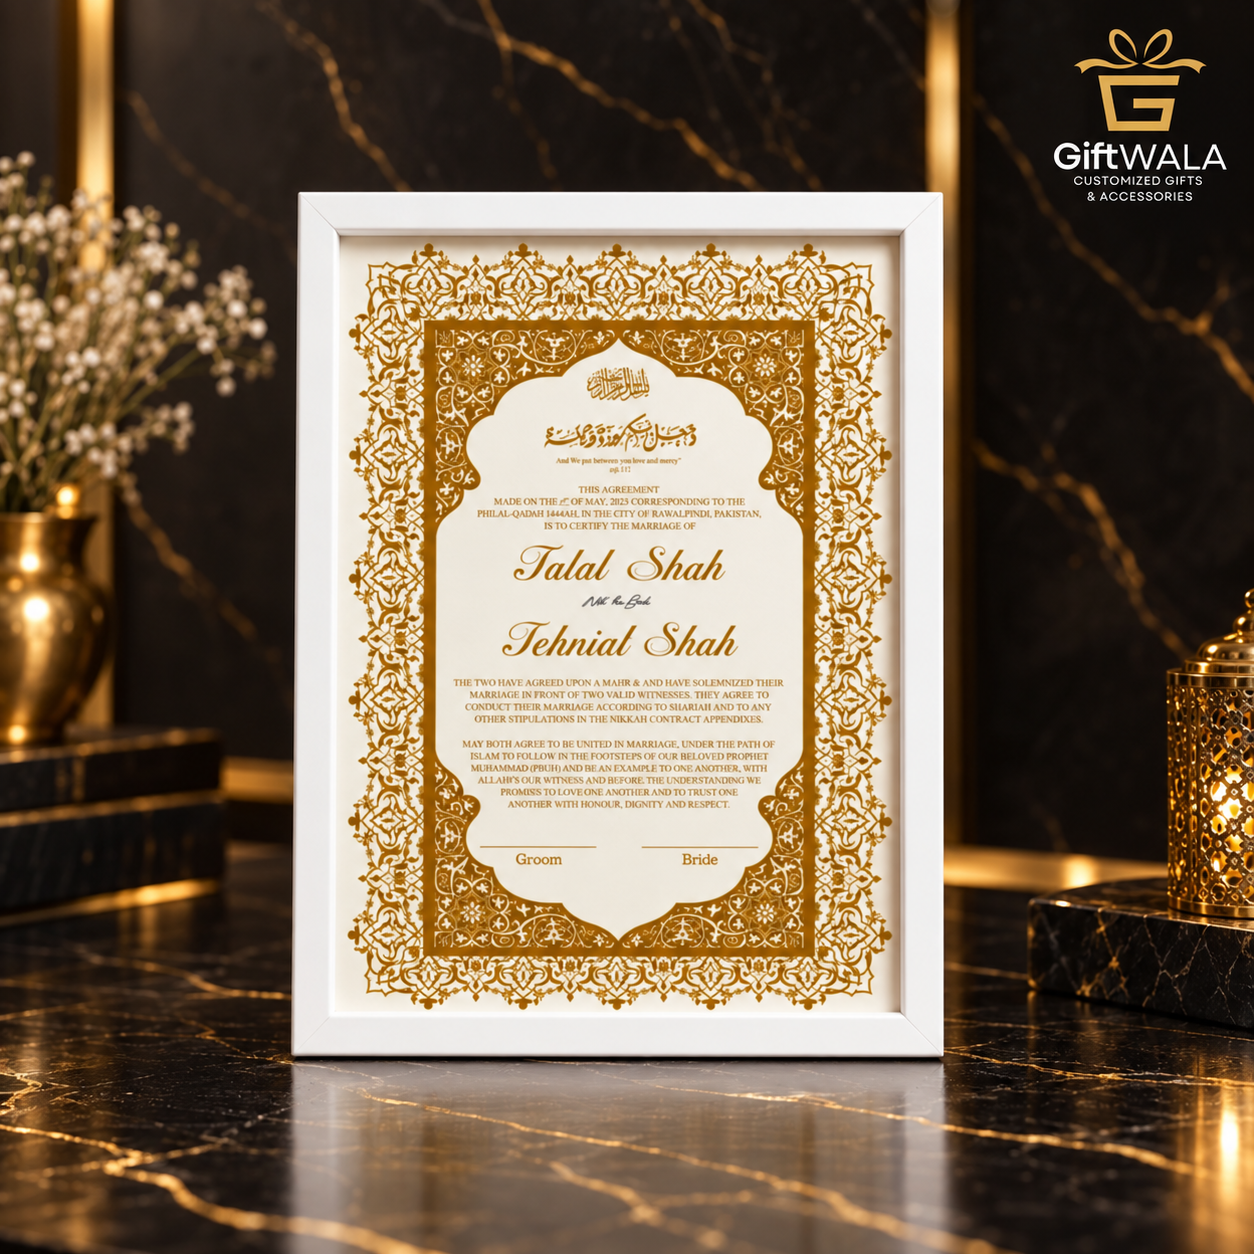 GiftWALA
CUSTOMIZED GIFTS
& ACCESSORIES
And We put between you love and mercy"
THIS AGREEMENT
MADE ON THE OF MAY, 2025 CORRESPONDING TO THE
PHILAL-QADAH 1444AH, IN THE CITY OF RAWALPINDI, PAKISTAN,
IS TO CERTIFY THE MARRIAGE OF
Talal Shah
Tehniat Shah
THE TWO HAVE AGREED UPON A MAHR & AND HAVE SOLEMNIZED THEIR
MARRIAGE IN FRONT OF TWO VALID WITNESSES. THEY AGREE TO
CONDUCT THEIR MARRIAGE ACCORDING TO SHARIAH AND TO ANY
OTHER STIPULATIONS IN THE NIKKAH CONTRACT APPENDIXES.
MAY BOTH AGREE TO BE UNITED IN MARRIAGE, UNDER THE PATH OF
ISLAM TO FOLLOW IN THE FOOTSTEPS OF OUR BELOVED PROPHET
MUHAMMAD (PBUH) AND BE AN EXAMPLE TO ONE ANOTHER, WITH
ALLAH'S OUR WITNESS AND BEFORE. THE UNDERSTANDING WE
PROMISIS TO LOVE ONE ANOTHER AND TO TRUST ONE
ANOTHER WITH HONOUR, DIGNITY AND RESPECT.
Groom
Bride